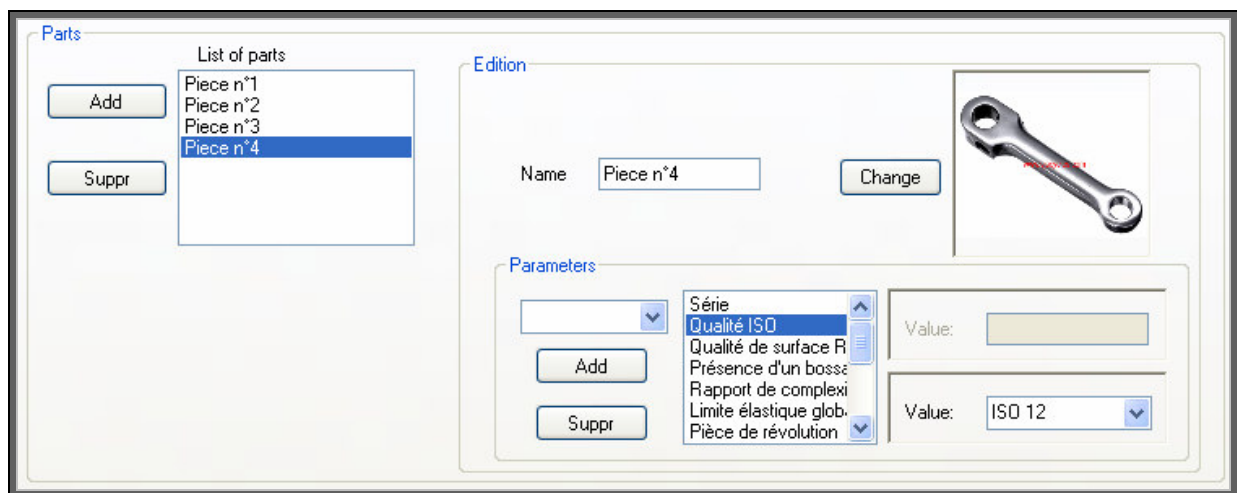 Parts
List of parts
Add
Suppr
Piece n°1
Piece n°2
Piece n°3
Piece n°4
Edition
Name
Piece n°4
Change
Parameters
Add
Suppr
Série
Qualité ISO
Qualité de surface R
Présence d'un bossa
Rapport de complexi
Limite élastique glob
Pièce de révolution
Value:
Value:
ISO 12